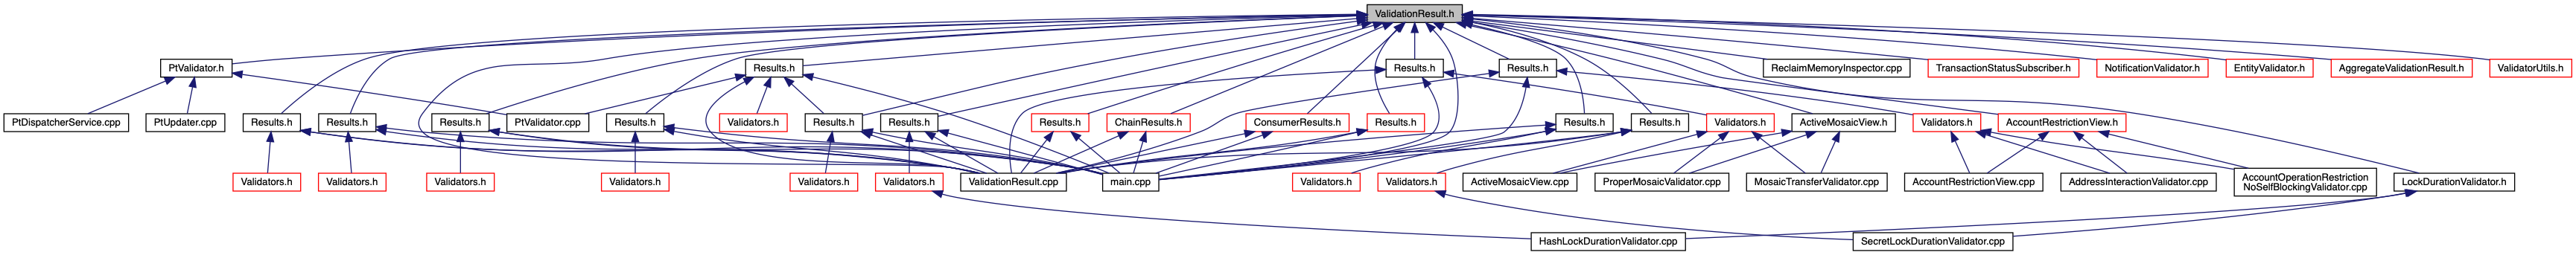 ValidationResult.h
PtValidator.h
Results.h
Results.h
Results.h
ReclaimMemoryInspector.cpp
TransactionStatusSubscriber.h
NotificationValidator.h
EntityValidator.h
AggregateValidationResult.h
ValidatorUtils.h
PtDispatcherService.cpp
PtUpdater.cpp
Results.h
Results.h
Results.h
PtValidator.cpp
Results.h
Validators.h
Results.h
Results.h
Results.h
ChainResults.h
ConsumerResults.h
Results.h
Results.h
Results.h
Validators.h
ActiveMosaicView.h
Validators.h
AccountRestrictionView.h
Validators.h
Validators.h
Validators.h
Validators.h
Validators.h
Validators.h
ValidationResult.cpp
main.cpp
Validators.h
Validators.h
ActiveMosaicView.cpp
ProperMosaicValidator.cpp
MosaicTransferValidator.cpp
AccountRestrictionView.cpp
AddressInteractionValidator.cpp
AccountOperationRestriction
NoSelfBlockingValidator.cpp
LockDurationValidator.h
HashLockDurationValidator.cpp
SecretLockDurationValidator.cpp